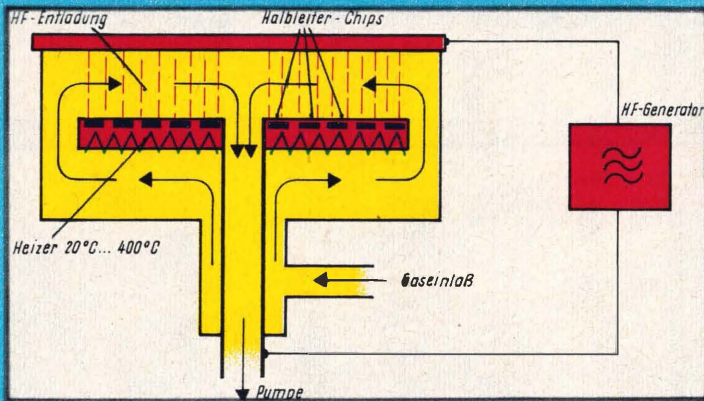 HF-Entladung
Halbleiter-Chips
HF-Generator
Heizer 20°C... 400°C
Gaseinlaß
Pumpe